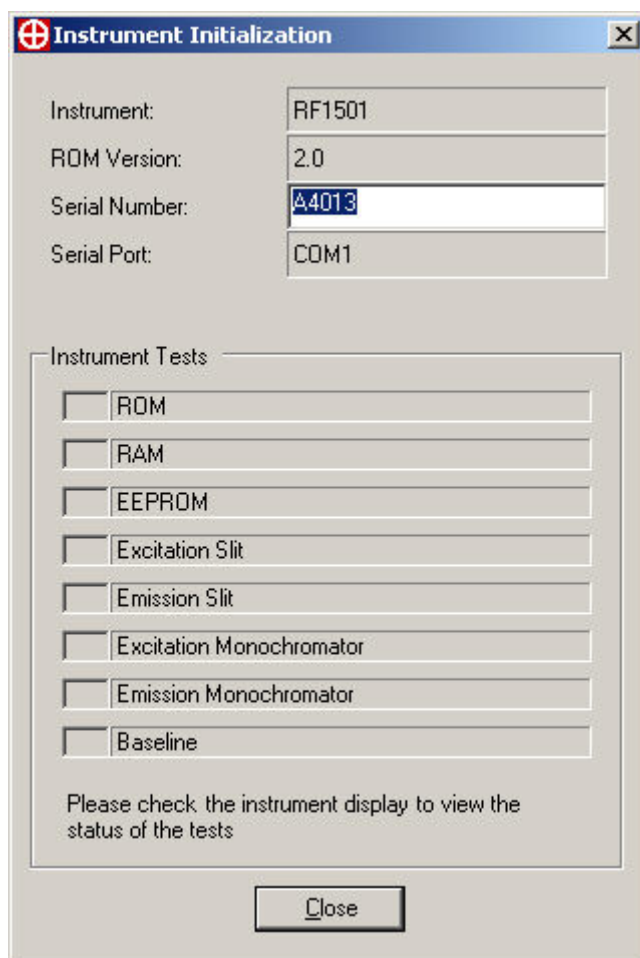 Instrument Initialization
Instrument: RF1501
ROM Version: 2.0
Serial Number: A4013
Serial Port: COM1
Instrument Tests
ROM
RAM
EEPROM
Excitation Slit
Emission Slit
Excitation Monochromator
Emission Monochromator
Baseline
Please check the instrument display to view the
status of the tests
Close